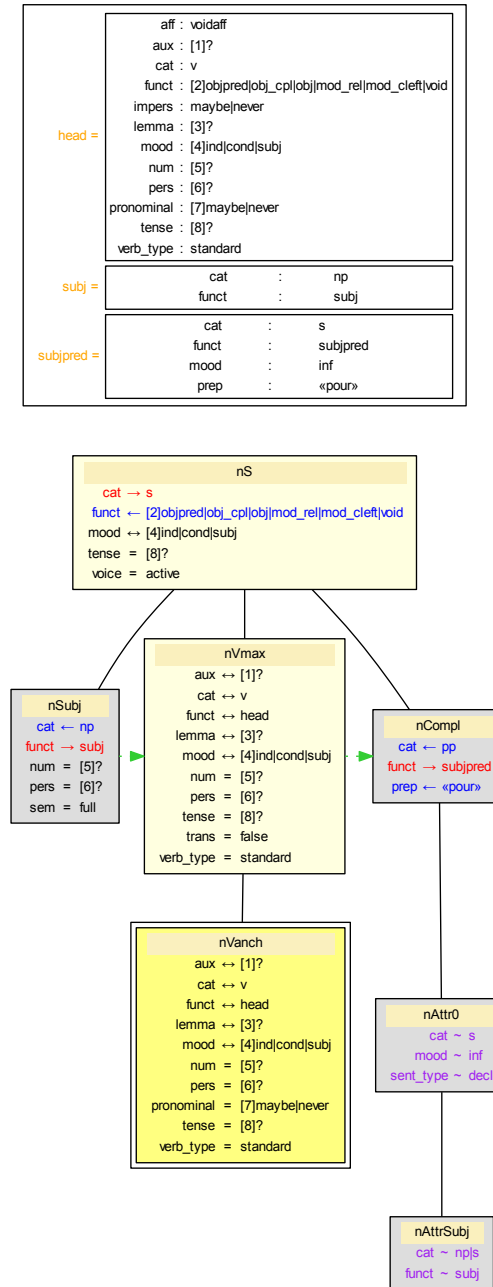 head =
aff : voidaff
aux : [1]?
cat : v
funct : [2]objpred|obj_cpl|obj|mod_rel|mod_cleft|void
impers : maybe|never
lemma : [3]?
mood : [4]ind|cond|subj
num : [5]?
pers : [6]?
pronominal : [7]maybe|never
tense : [8]?
verb_type : standard
subj =
cat : np
funct : subj
subjpred =
cat : s
funct : subjpred
mood : inf
prep : «pour»
nS
cat → s
funct ← [2]objpred|obj_cpl|obj|mod_rel|mod_cleft|void
mood ↔ [4]ind|cond|subj
tense = [8]?
voice = active
nSubj
cat ← np
funct → subj
num = [5]?
pers = [6]?
sem = full
nVmax
aux ↔ [1]?
cat ↔ v
funct ↔ head
lemma ↔ [3]?
mood ↔ [4]ind|cond|subj
num = [5]?
pers = [6]?
tense = [8]?
trans = false
verb_type = standard
nCompl
cat ← pp
funct → subjpred
prep ← «pour»
nVanch
aux ↔ [1]?
cat ↔ v
funct ↔ head
lemma ↔ [3]?
mood ↔ [4]ind|cond|subj
num = [5]?
pers = [6]?
pronominal = [7]maybe|never
tense = [8]?
verb_type = standard
nAttr0
cat ~ s
mood ~ inf
sent_type ~ decl
nAttrSubj
cat ~ np|s
funct ~ subj